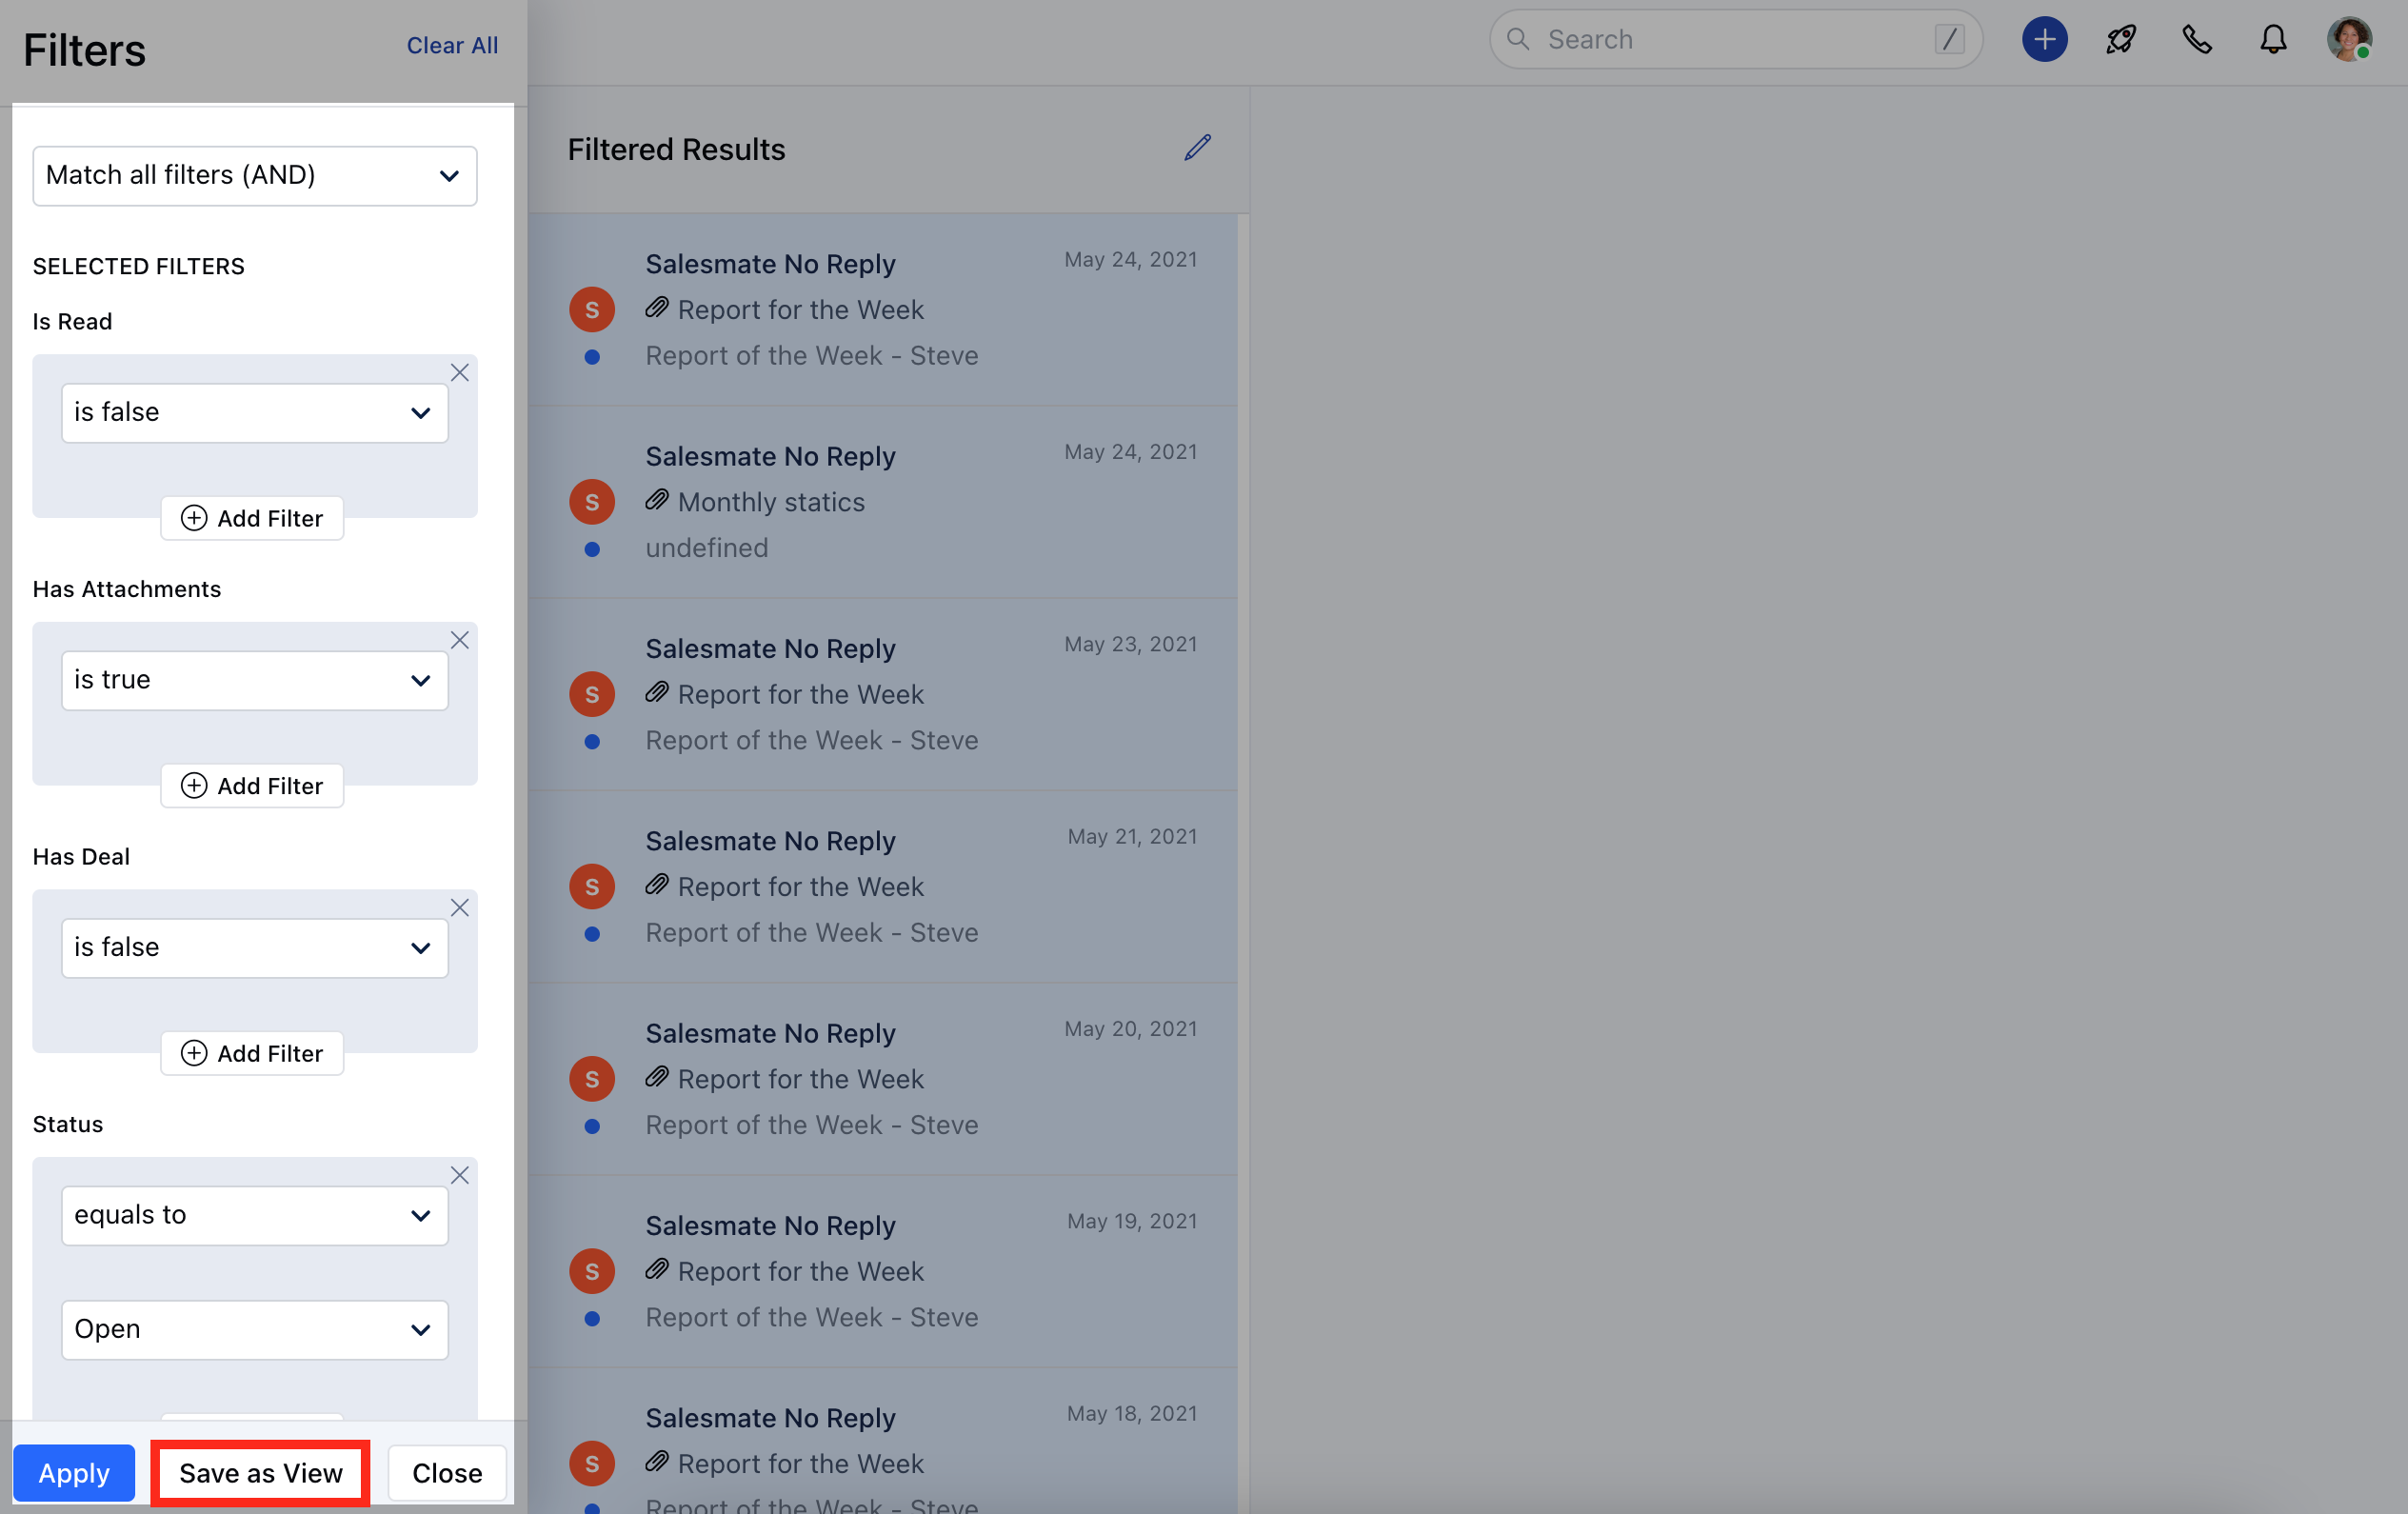 Filters
Clear All
Search /
Match all filters (AND)
SELECTED FILTERS
Is Read
is false
Add Filter
Has Attachments
is true
Add Filter
Has Deal
is false
Add Filter
Status
equals to
Open
Apply
Save as View
Close
Filtered Results
Salesmate No Reply
May 24, 2021
S
Report for the Week
Report of the Week - Steve
Salesmate No Reply
May 24, 2021
S
Monthly statics
undefined
Salesmate No Reply
May 23, 2021
S
Report for the Week
Report of the Week - Steve
Salesmate No Reply
May 21, 2021
S
Report for the Week
Report of the Week - Steve
Salesmate No Reply
May 20, 2021
S
Report for the Week
Report of the Week - Steve
Salesmate No Reply
May 19, 2021
S
Report for the Week
Report of the Week - Steve
Salesmate No Reply
May 18, 2021
S
Report for the Week
Report of the Week - Steve